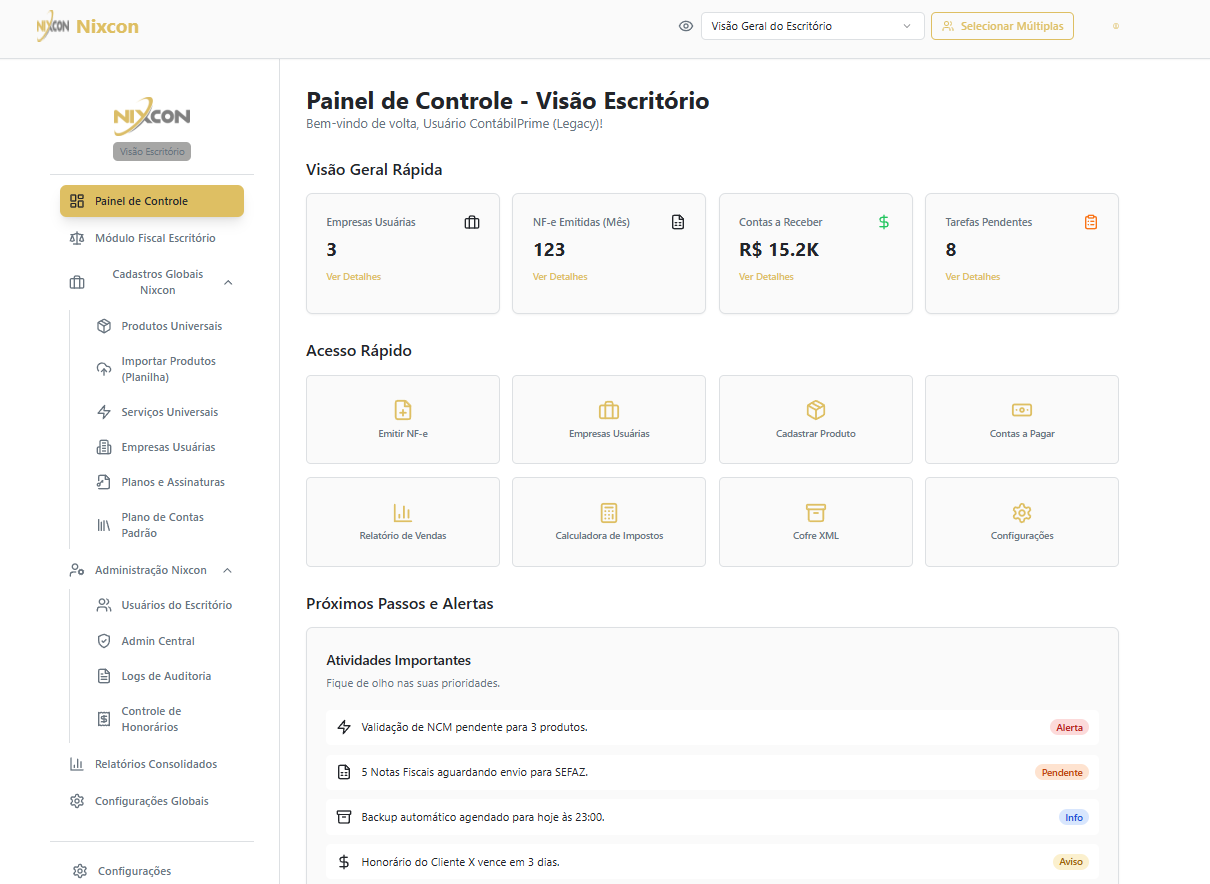 NIXCON Nixcon
Visão Geral do Escritório
Selecionar Múltiplas
NIXCON
Visão Escritório
Painel de Controle
Módulo Fiscal Escritório
Cadastros Globais
Nixcon
Produtos Universais
Importar Produtos
(Planilha)
Serviços Universais
Empresas Usuárias
Planos e Assinaturas
Plano de Contas
Padrão
Administração Nixcon
Usuários do Escritório
Admin Central
Logs de Auditoria
Controle de
Honorários
Relatórios Consolidados
Configurações Globais
Configurações
Painel de Controle - Visão Escritório
Bem-vindo de volta, Usuário ContábilPrime (Legacy)!
Visão Geral Rápida
Empresas Usuárias
3
Ver Detalhes
NF-e Emitidas (Mês)
123
Ver Detalhes
Contas a Receber
R$ 15.2K
Ver Detalhes
Tarefas Pendentes
8
Ver Detalhes
Acesso Rápido
Emitir NF-e
Empresas Usuárias
Cadastrar Produto
Contas a Pagar
Relatório de Vendas
Calculadora de Impostos
Cofre XML
Configurações
Próximos Passos e Alertas
Atividades Importantes
Fique de olho nas suas prioridades.
Validação de NCM pendente para 3 produtos.
Alerta
5 Notas Fiscais aguardando envio para SEFAZ.
Pendente
Backup automático agendado para hoje às 23:00.
Info
Honorário do Cliente X vence em 3 dias.
Aviso